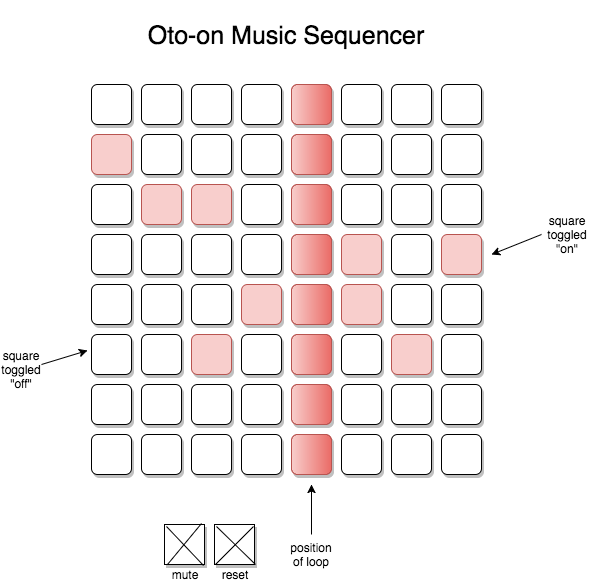 Oto-on Music Sequencer
square
toggled
"on"
square
toggled
"off"
position
of loop
mute
reset